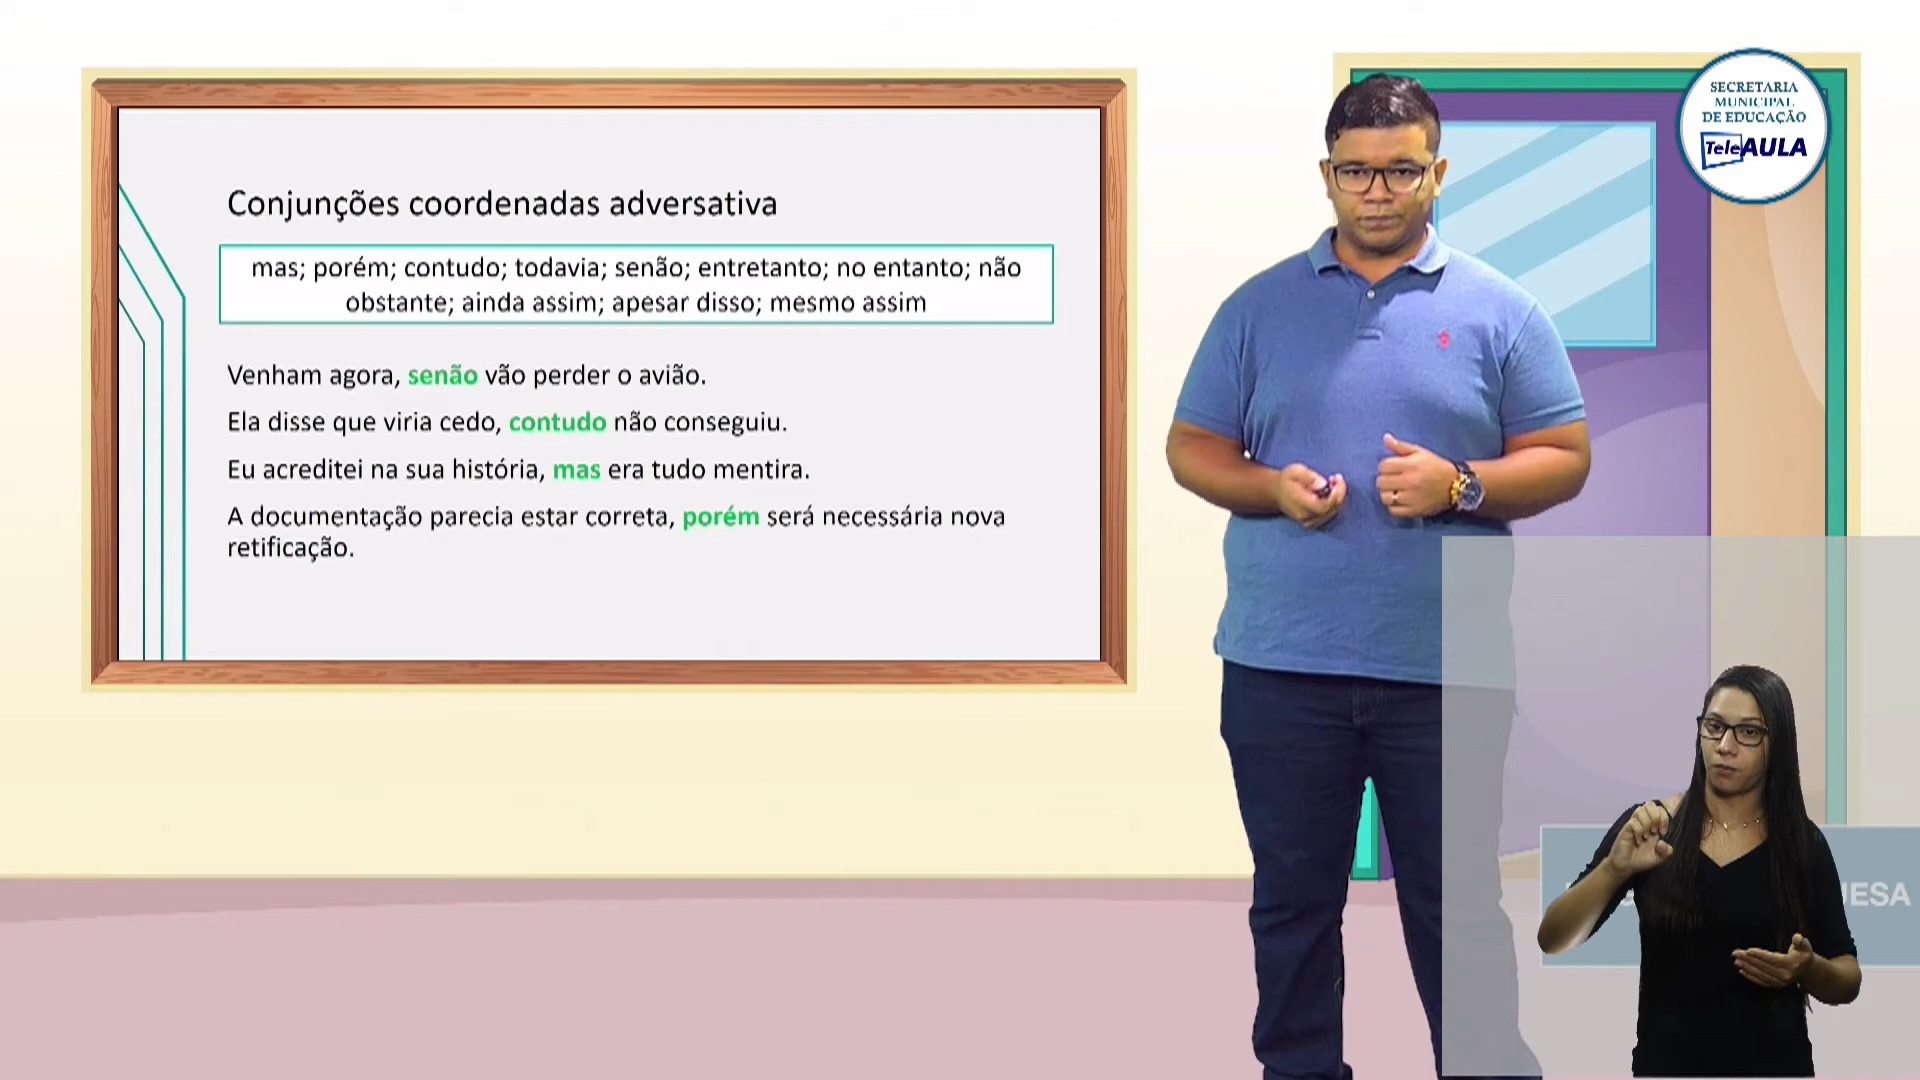 Conjunções coordenadas adversativa
mas; porém; contudo; todavia; senão; entretanto; no entanto; não
obstante; ainda assim; apesar disso; mesmo assim
Venham agora, senão vão perder o avião.
Ela disse que viria cedo, contudo não conseguiu.
Eu acreditei na sua história, mas era tudo mentira.
A documentação parecia estar correta, porém será necessária nova
retificação.
SECRETARIA
MUNICIPAL
DE EDUCAÇÃO
TeleAULA